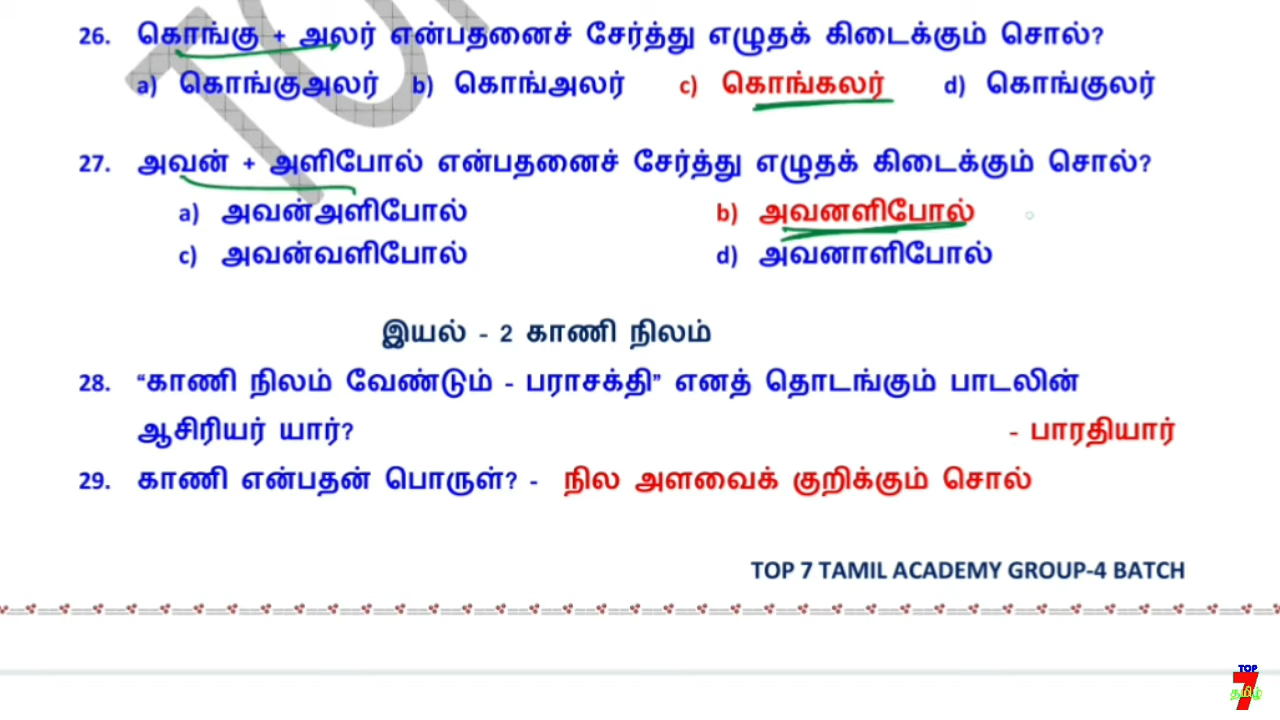 26. கொங்கு + அலர் என்பதனைச் சேர்த்து எழுதக் கிடைக்கும் சொல்?
a) கொங்குஅலர் b) கொங்அலர் c) கொங்கலர் d) கொங்குலர்
27. அவன் + அளிபோல் என்பதனைச் சேர்த்து எழுதக் கிடைக்கும் சொல்?
a) அவன்அளிபோல் b) அவனளிபோல்
c) அவன்வளிபோல் d) அவனாளிபோல்
இயல் - 2 காணி நிலம்
28. “காணி நிலம் வேண்டும் - பராசக்தி” எனத் தொடங்கும் பாடலின்
ஆசிரியர் யார்? - பாரதியார்
29. காணி என்பதன் பொருள்? - நில அளவைக் குறிக்கும் சொல்
TOP 7 TAMIL ACADEMY GROUP-4 BATCH
TOP
7
தமிழ்